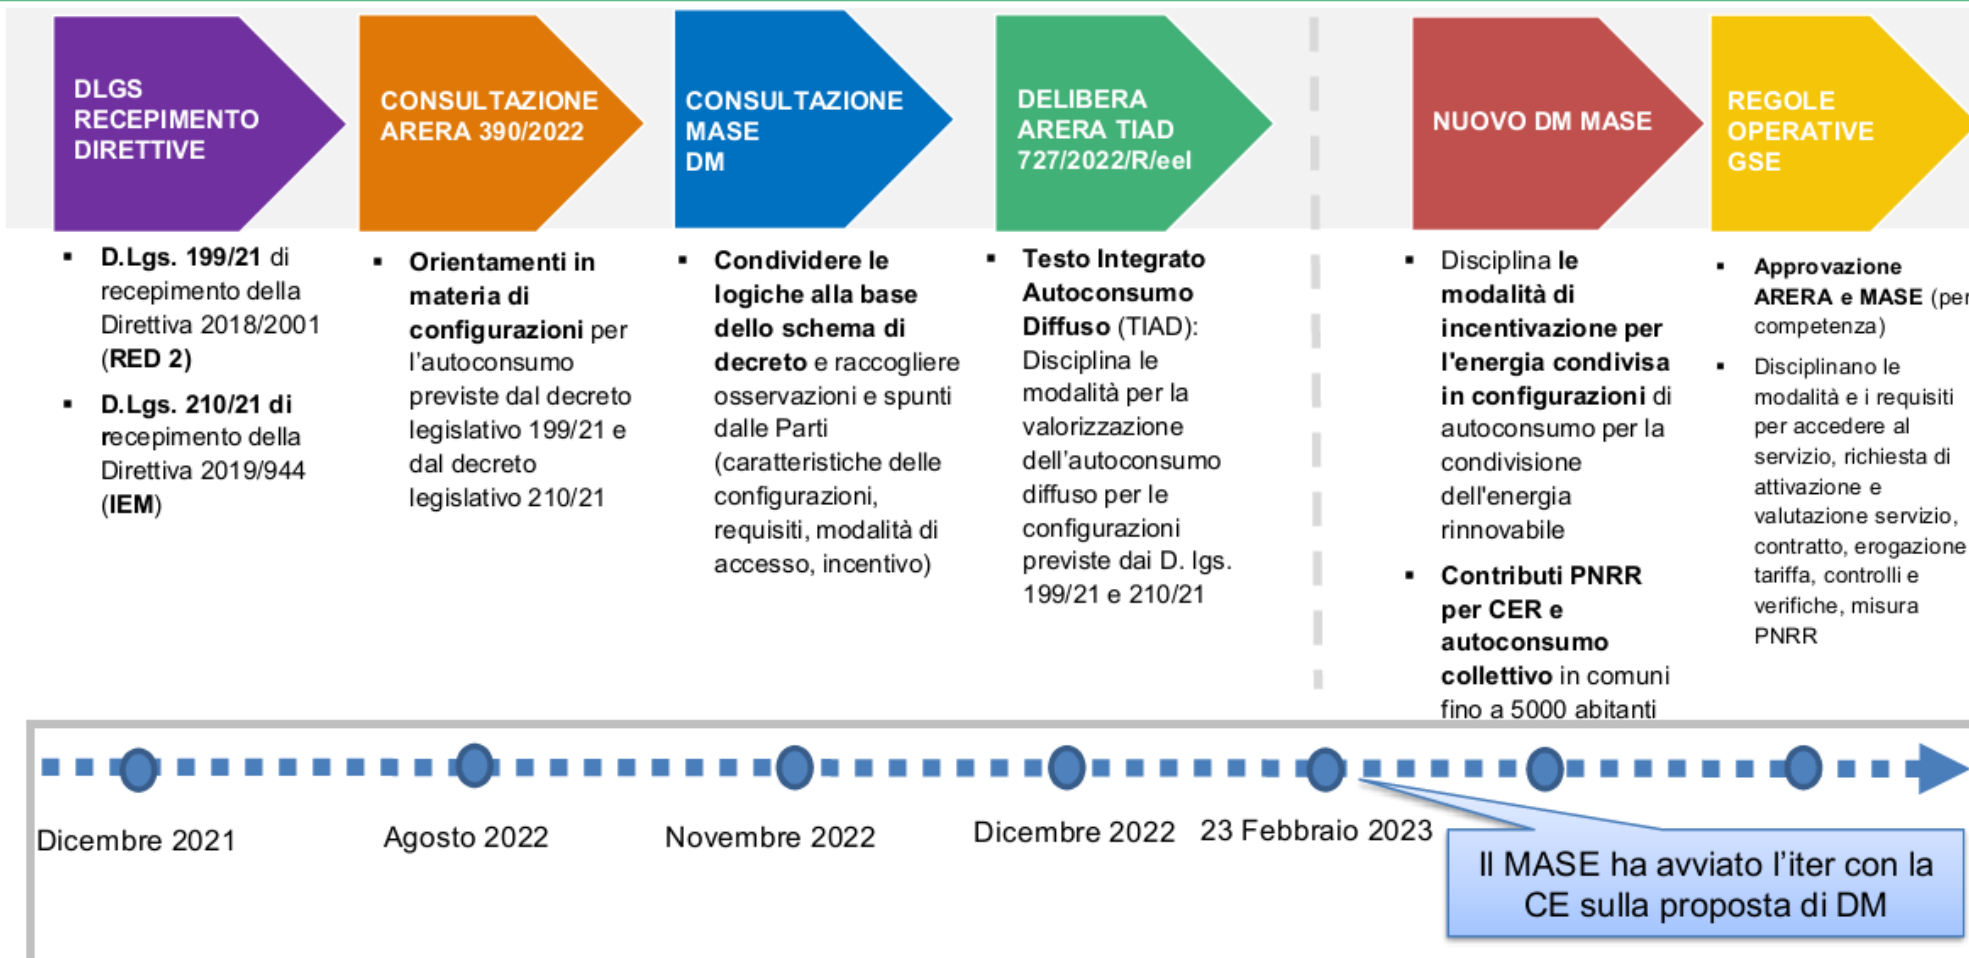 DLGS
RECEPIMENTO
DIRETTIVE
▪ D.Lgs. 199/21 di
recepimento della
Direttiva 2018/2001
(RED 2)
▪ D.Lgs. 210/21 di
recepimento della
Direttiva 2019/944
(IEM)
CONSULTAZIONE
ARERA 390/2022
▪ Orientamenti in
materia di
configurazioni per
l’autoconsumo
previste dal decreto
legislativo 199/21 e
dal decreto
legislativo 210/21
CONSULTAZIONE
MASE
DM
▪ Condividere le
logiche alla base
dello schema di
decreto e raccogliere
osservazioni e spunti
dalle Parti
(caratteristiche delle
configurazioni,
requisiti, modalità di
accesso, incentivo)
DELIBERA
ARERA TIAD
727/2022/R/eel
▪ Testo Integrato
Autoconsumo
Diffuso (TIAD):
Disciplina le
modalità per la
valorizzazione
dell’autoconsumo
diffuso per le
configurazioni
previste dai D. lgs.
199/21 e 210/21
NUOVO DM MASE
▪ Disciplina le
modalità di
incentivazione per
l'energia condivisa
in configurazioni di
autoconsumo per la
condivisione
dell'energia
rinnovabile
▪ Contributi PNRR
per CER e
autoconsumo
collettivo in comuni
fino a 5000 abitanti
REGOLE
OPERATIVE
GSE
▪ Approvazione
ARERA e MASE (per
competenza)
▪ Disciplinano le
modalità e i requisiti
per accedere al
servizio, richiesta di
attivazione e
valutazione servizio,
contratto, erogazione
tariffa, controlli e
verifiche, misura
PNRR
Dicembre 2021
Agosto 2022
Novembre 2022
Dicembre 2022
23 Febbraio 2023
Il MASE ha avviato l’iter con la
CE sulla proposta di DM